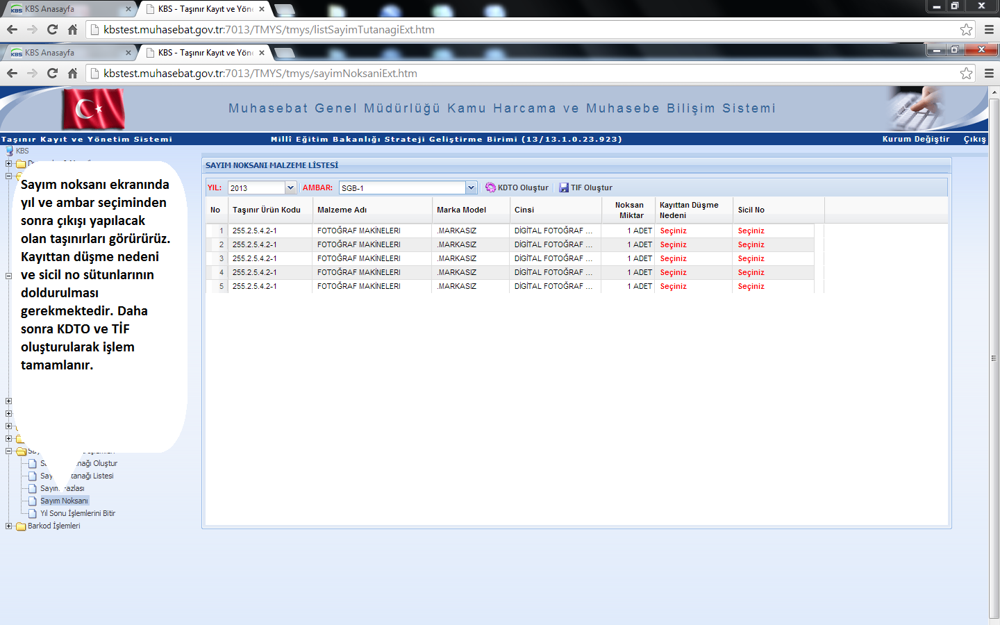 KBS Anasayfa
KBS - Taşınır Kayıt ve Yön
kbstest.muhasebat.gov.tr:7013/TMYS/tmys/listSayimTutanagiExt.htm
KBS Anasayfa
KBS - Taşınır Kayıt ve Yön
kbstest.muhasebat.gov.tr:7013/TMYS/tmys/sayimNoksaniExt.htm
Muhasebat Genel Müdürlüğü Kamu Harcama ve Muhasebe Bilişim Sistemi
Taşınır Kayıt ve Yönetim Sistemi
Millî Eğitim Bakanlığı Strateji Geliştirme Birimi (13/13.1.0.23.923)
Kurum Değiştir
Çıkış
KBS
Sayım noksanı ekranında
yıl ve ambar seçiminden
sonra çıkışı yapılacak
olan taşınırları görürürüz.
Kayıttan düşme nedeni
ve sicil no sütunlarının
doldurulması
gerekmektedir. Daha
sonra KDTO ve TİF
oluşturularak işlem
tamamlanır.
Oluştur
Listesi
Sayım Noksanı
Yıl Sonu İşlemlerini Bitir
Barkod İşlemleri
SAYIM NOKSANI MALZEME LİSTESİ
YIL: 2013 AMBAR: SGB-1 KDTO Oluştur TIF Oluştur
No Taşınır Ürün Kodu Malzeme Adı Marka Model Cinsi Noksan Miktar Kayıttan Düşme Nedeni Sicil No
1 255.2.5.4.2-1 FOTOĞRAF MAKİNELERI .MARKASIZ DİGİTAL FOTOĞRAF ... 1 ADET Seçiniz Seçiniz
2 255.2.5.4.2-1 FOTOĞRAF MAKİNELERI .MARKASIZ DİGİTAL FOTOĞRAF ... 1 ADET Seçiniz Seçiniz
3 255.2.5.4.2-1 FOTOĞRAF MAKİNELERI .MARKASIZ DİGİTAL FOTOĞRAF ... 1 ADET Seçiniz Seçiniz
4 255.2.5.4.2-1 FOTOĞRAF MAKİNELERI .MARKASIZ DİGİTAL FOTOĞRAF ... 1 ADET Seçiniz Seçiniz
5 255.2.5.4.2-1 FOTOĞRAF MAKİNELERI .MARKASIZ DİGİTAL FOTOĞRAF ... 1 ADET Seçiniz Seçiniz